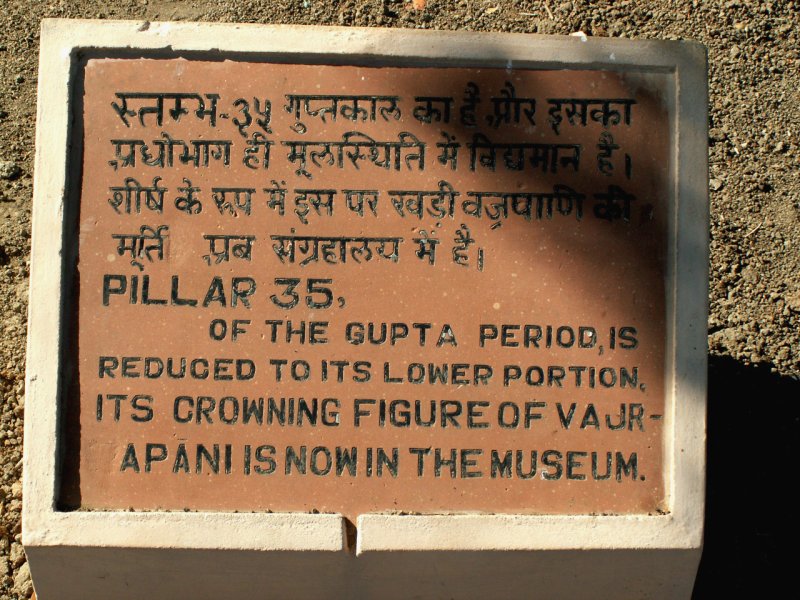 स्तम्भ-३५ गुप्तकाल का है, और इसका
अधोभाग ही मूलस्थिति में विद्यमान है।
शीर्ष के रूप में इस पर खड़ी वज्रपाणि की
मूर्ति अब संग्रहालय में है।
PILLAR 35,
OF THE GUPTA PERIOD, IS
REDUCED TO ITS LOWER PORTION.
ITS CROWNING FIGURE OF VAJR-
APĀNI IS NOW IN THE MUSEUM.